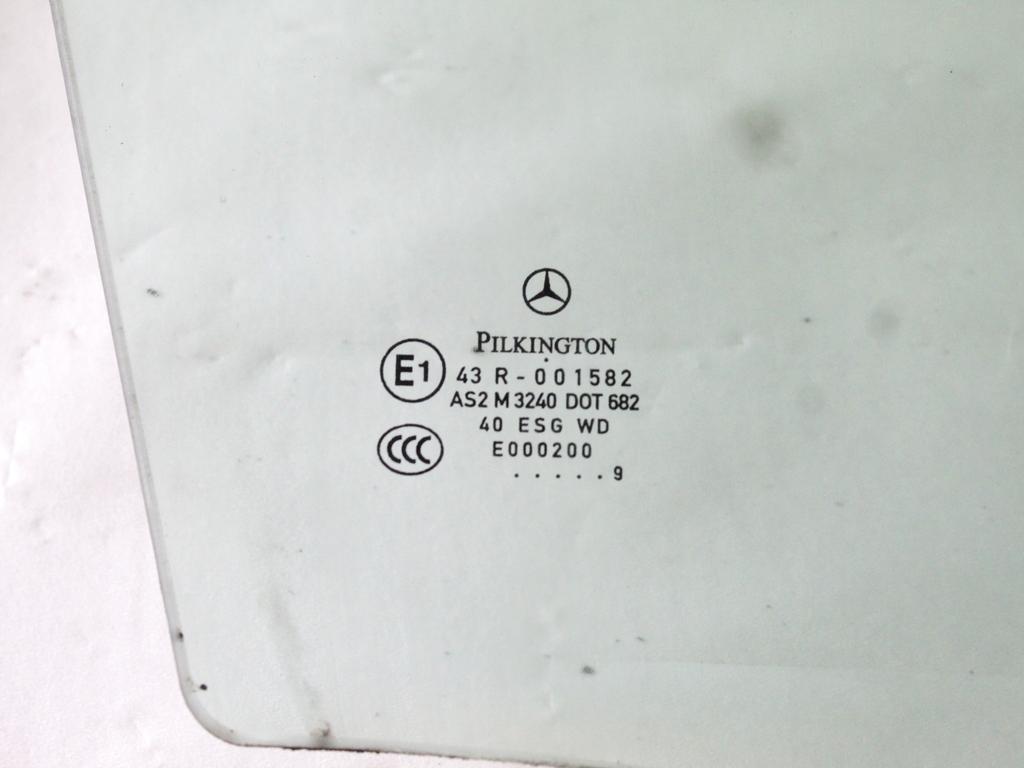 PILKINGTON
E1
43 R - 001582
AS2 M 3240 DOT 682
CCC
40 ESG WD
E000200
. . . . . 9